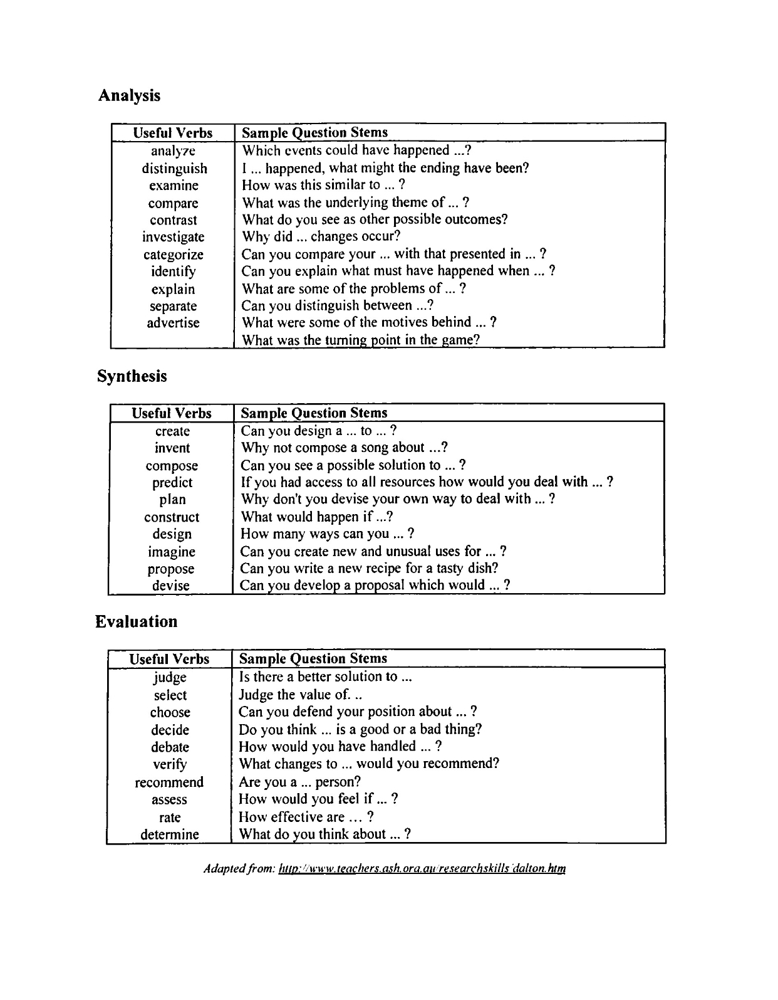 Analysis
Useful Verbs Sample Question Stems
analyze Which events could have happened ...?
distinguish I ... happened, what might the ending have been?
examine How was this similar to ... ?
compare What was the underlying theme of ... ?
contrast What do you see as other possible outcomes?
investigate Why did ... changes occur?
categorize Can you compare your ... with that presented in ... ?
identify Can you explain what must have happened when ... ?
explain What are some of the problems of ... ?
separate Can you distinguish between ...?
advertise What were some of the motives behind ... ?
What was the turning point in the game?
Synthesis
Useful Verbs Sample Question Stems
create Can you design a ... to ... ?
invent Why not compose a song about ...?
compose Can you see a possible solution to ... ?
predict If you had access to all resources how would you deal with ... ?
plan Why don't you devise your own way to deal with ... ?
construct What would happen if ...?
design How many ways can you ... ?
imagine Can you create new and unusual uses for ... ?
propose Can you write a new recipe for a tasty dish?
devise Can you develop a proposal which would ... ?
Evaluation
Useful Verbs Sample Question Stems
judge Is there a better solution to ...
select Judge the value of. ..
choose Can you defend your position about ... ?
decide Do you think ... is a good or a bad thing?
debate How would you have handled ... ?
verify What changes to ... would you recommend?
recommend Are you a ... person?
assess How would you feel if ... ?
rate How effective are ... ?
determine What do you think about ... ?
Adapted from: http://www.teachers.ash.ora.au/researchskills/dalton.htm